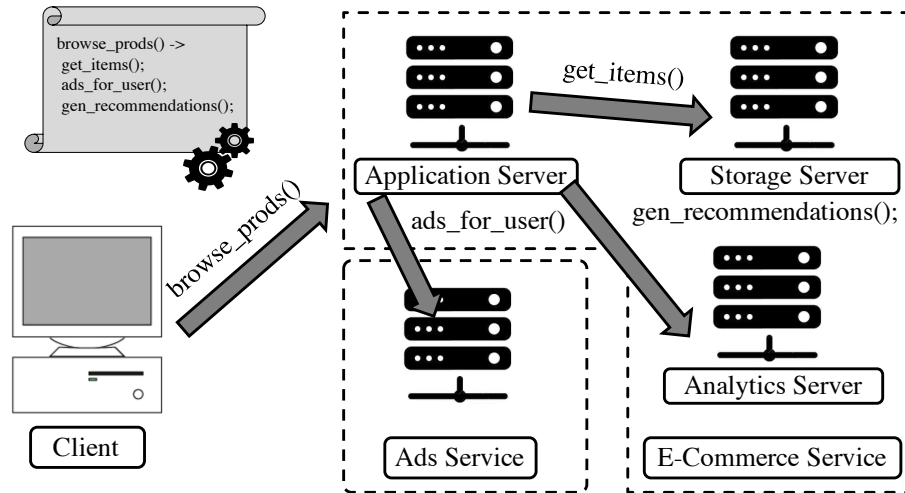 browse_prods() ->
get_items();
ads_for_user();
gen_recommendations();
get_items()
Application Server
Storage Server
browse_prods()
ads_for_user()
gen_recommendations();
Analytics Server
Client
Ads Service
E-Commerce Service